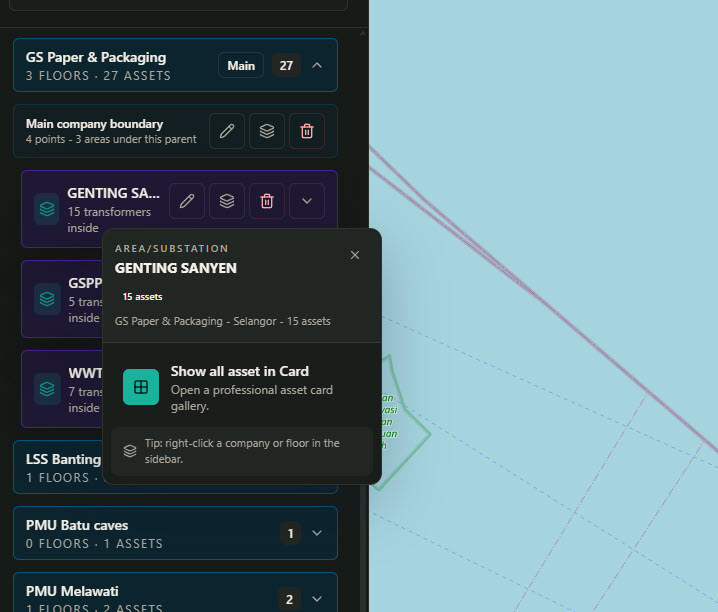 GS Paper & Packaging
3 FLOORS · 27 ASSETS
Main
27
Main company boundary
4 points - 3 areas under this parent
GENTING SA...
15 transformers
inside
AREA/SUBSTATION
GENTING SANYEN
15 assets
GS Paper & Packaging - Selangor - 15 assets
Show all asset in Card
Open a professional asset card
gallery.
Tip: right-click a company or floor in the
sidebar.
GSPP
5 trans
inside
WWT
7 trans
inside
LSS Banting
1 FLOORS ·
PMU Batu caves
0 FLOORS · 1 ASSETS
1
PMU Melawati
1 FLOORS · 2 ASSETS
2